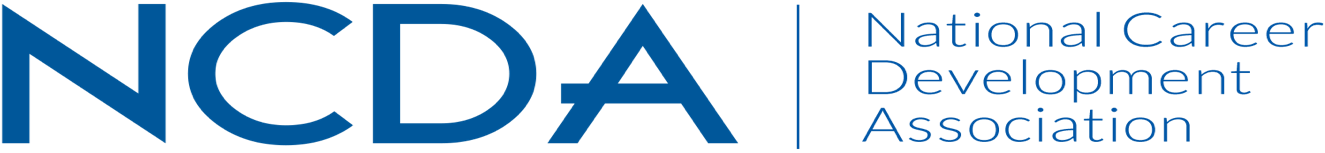 NCDA
National Career
Development
Association